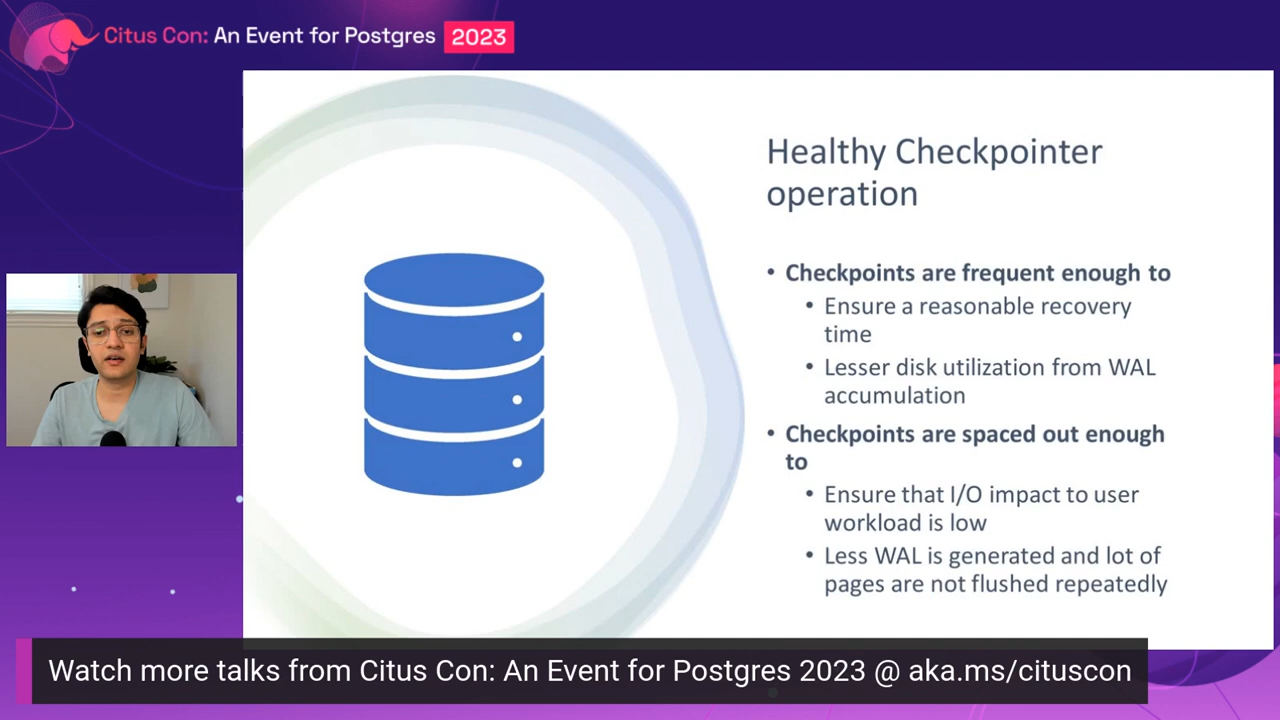 Citus Con: An Event for Postgres 2023
Healthy Checkpointer
operation
• Checkpoints are frequent enough to
• Ensure a reasonable recovery
time
• Lesser disk utilization from WAL
accumulation
• Checkpoints are spaced out enough
to
• Ensure that I/O impact to user
workload is low
• Less WAL is generated and lot of
pages are not flushed repeatedly
Watch more talks from Citus Con: An Event for Postgres 2023 @ aka.ms/cituscon